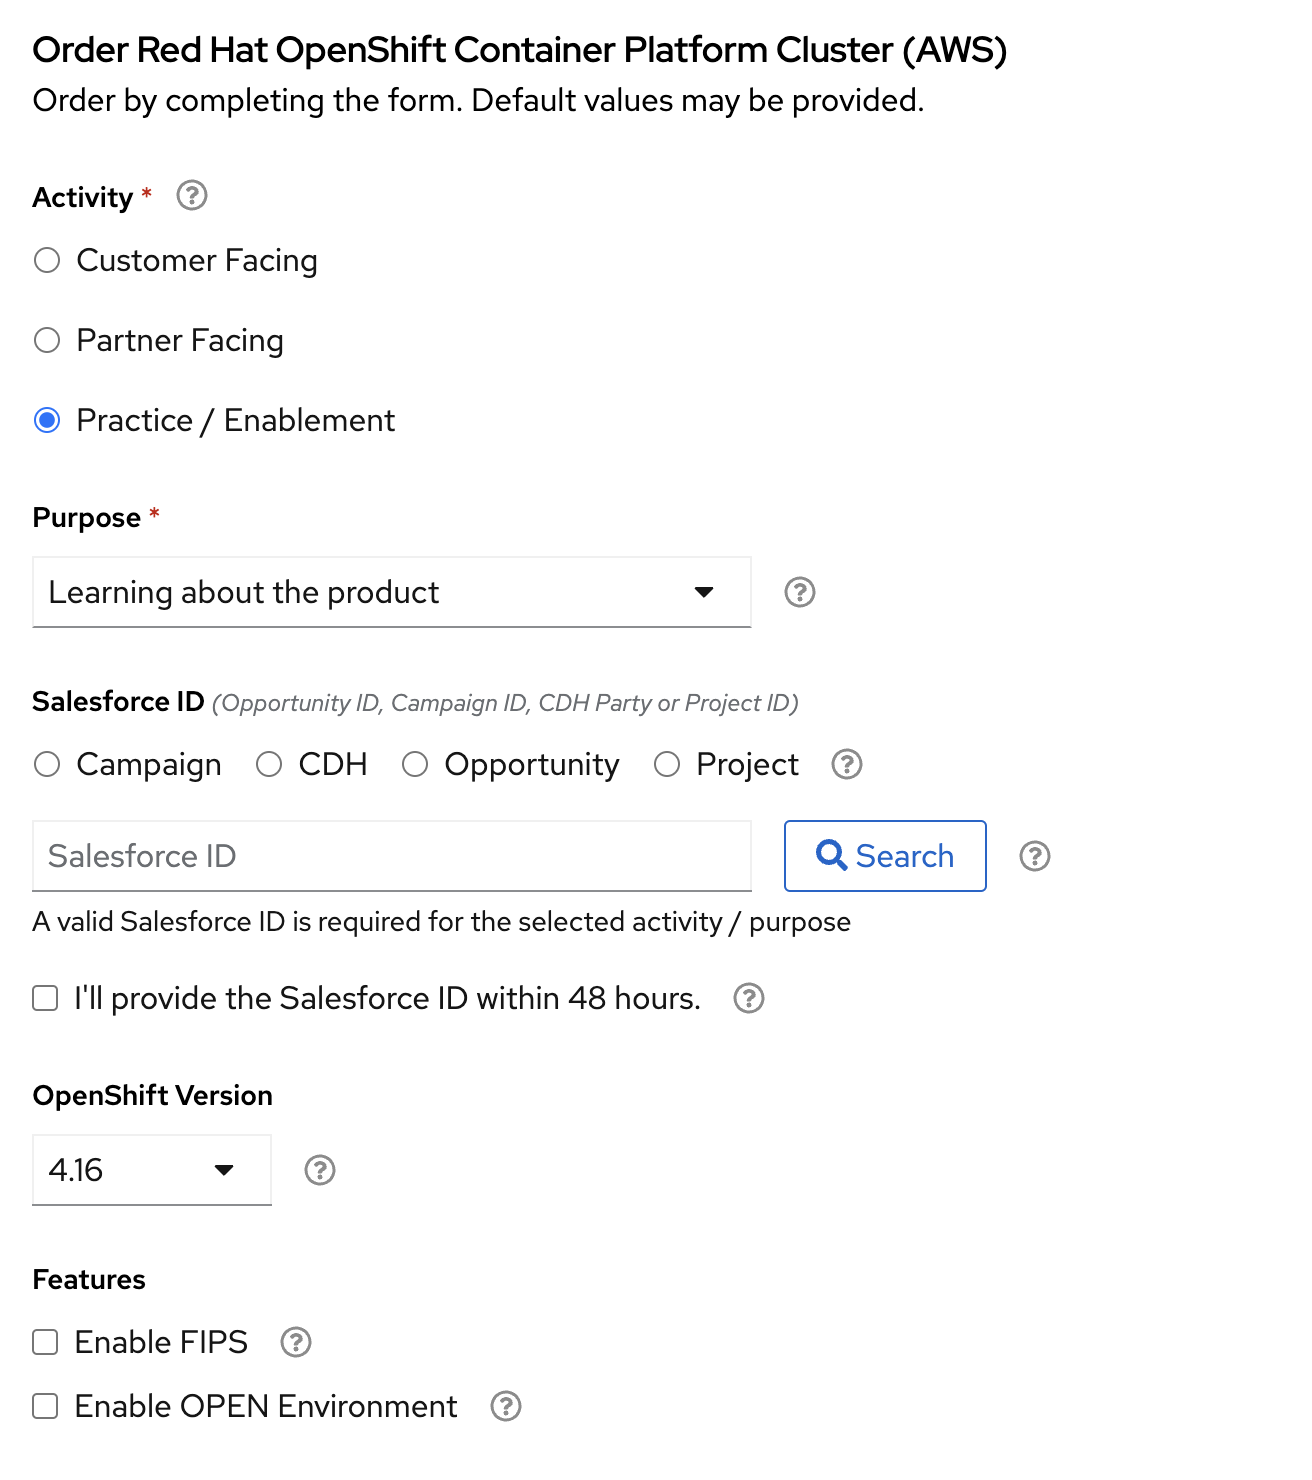 Order Red Hat OpenShift Container Platform Cluster (AWS)
Order by completing the form. Default values may be provided.
Activity *
Customer Facing
Partner Facing
Practice / Enablement
Purpose *
Learning about the product
Salesforce ID (Opportunity ID, Campaign ID, CDH Party or Project ID)
Campaign CDH Opportunity Project
Salesforce ID Search
A valid Salesforce ID is required for the selected activity / purpose
I'll provide the Salesforce ID within 48 hours.
OpenShift Version
4.16
Features
Enable FIPS
Enable OPEN Environment